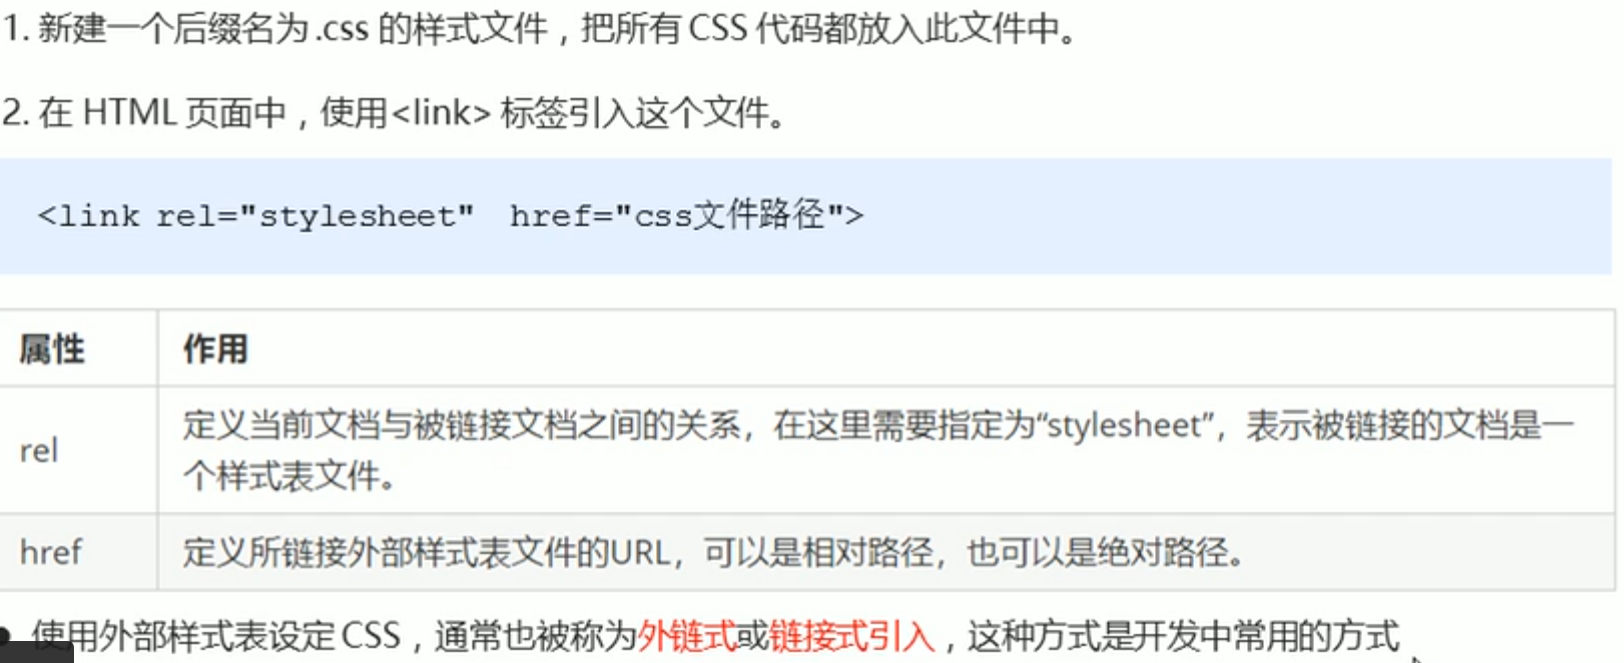 1. 新建一个后缀名为.css 的样式文件，把所有 CSS 代码都放入此文件中。
2. 在 HTML 页面中，使用<link> 标签引入这个文件。
<link rel="stylesheet"  href="css文件路径">
属性 作用
rel 定义当前文档与被链接文档之间的关系，在这里需要指定为“stylesheet”，表示被链接的文档是一
个样式表文件。
href 定义所链接外部样式表文件的URL，可以是相对路径，也可以是绝对路径。
● 使用外部样式表设定 CSS，通常也被称为外链式或链接式引入，这种方式是开发中常用的方式